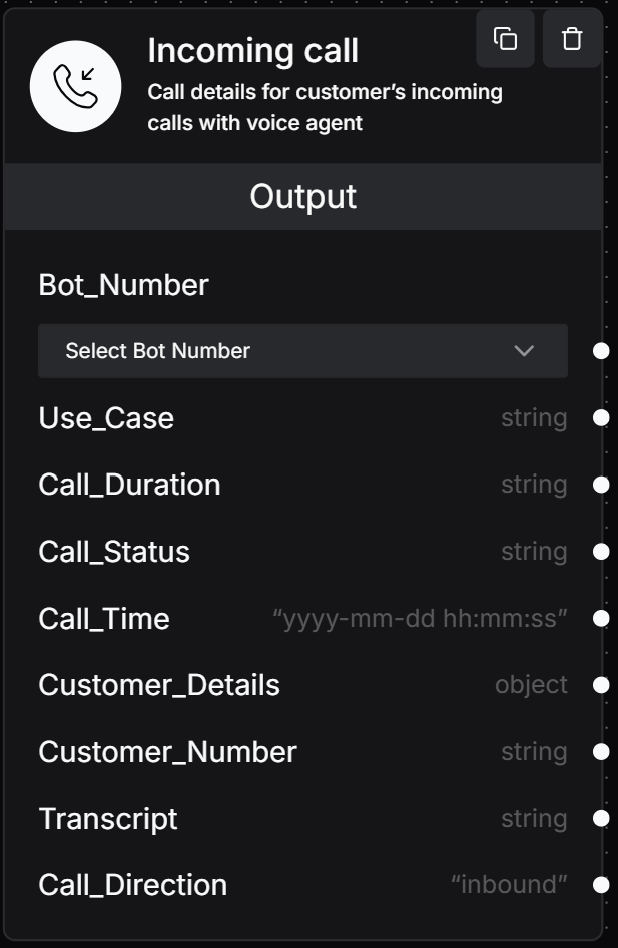 Incoming call
Call details for customer’s incoming
calls with voice agent
Output
Bot_Number
Select Bot Number
Use_Case string
Call_Duration string
Call_Status string
Call_Time “yyyy-mm-dd hh:mm:ss”
Customer_Details object
Customer_Number string
Transcript string
Call_Direction “inbound”